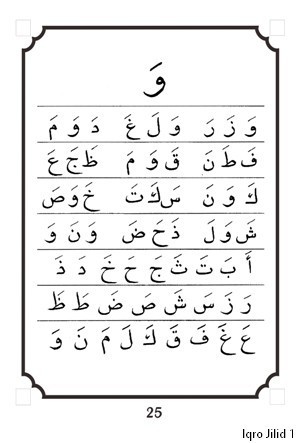 وَ
وَ زَ رَ وَ لَ غَ دَ وَ مَ
فَ طَ نَ قَ وَ مَ ظَ جَ عَ
كَ وَ نَ سَ كَ تَ خَ وَ صَ
شَ وَ لَ ذَ حَ ضَ وَ نَ وَ
أَ بَ تَ ثَ جَ حَ خَ دَ ذَ
رَ زَ سَ شَ صَ ضَ طَ ظَ
عَ غَ فَ قَ كَ لَ مَ نَ وَ
25
Iqro Jilid 1